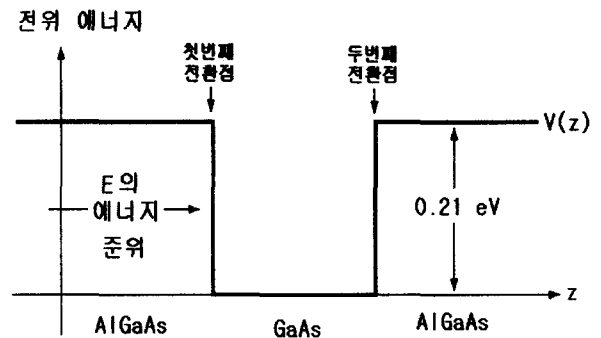 전위 에너지
첫번째
전환점
두번째
전환점
V(z)
E의
에너지
준위
0.21 eV
z
AlGaAs
GaAs
AlGaAs